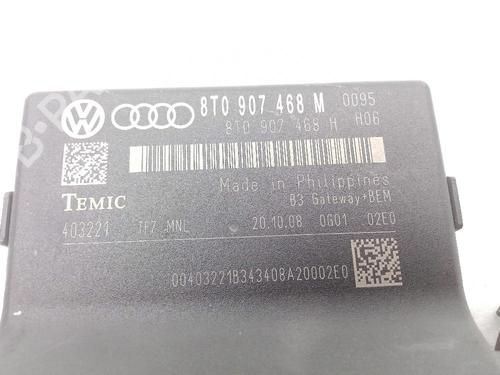 8T0 907 468 M 0D95
8T0 907 468 H H06
Made in Philippines
TEMIC B3 Gateway+BEM
403221 TFZ MNL 20.10.08 0G01 02E0
00403221B343408A20002E0